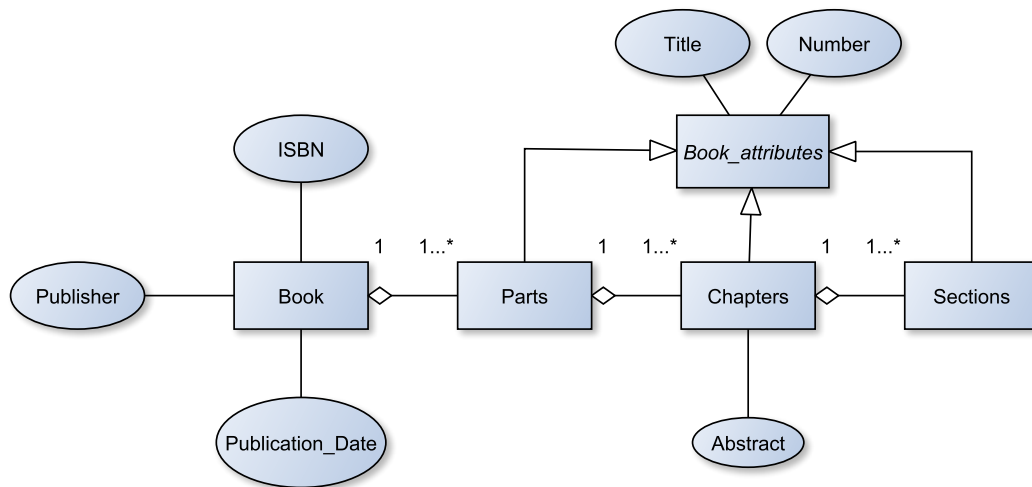 Title
Number
Book_attributes
ISBN
1
1...*
1
1...*
1
1...*
Publisher
Book
Parts
Chapters
Sections
Publication_Date
Abstract